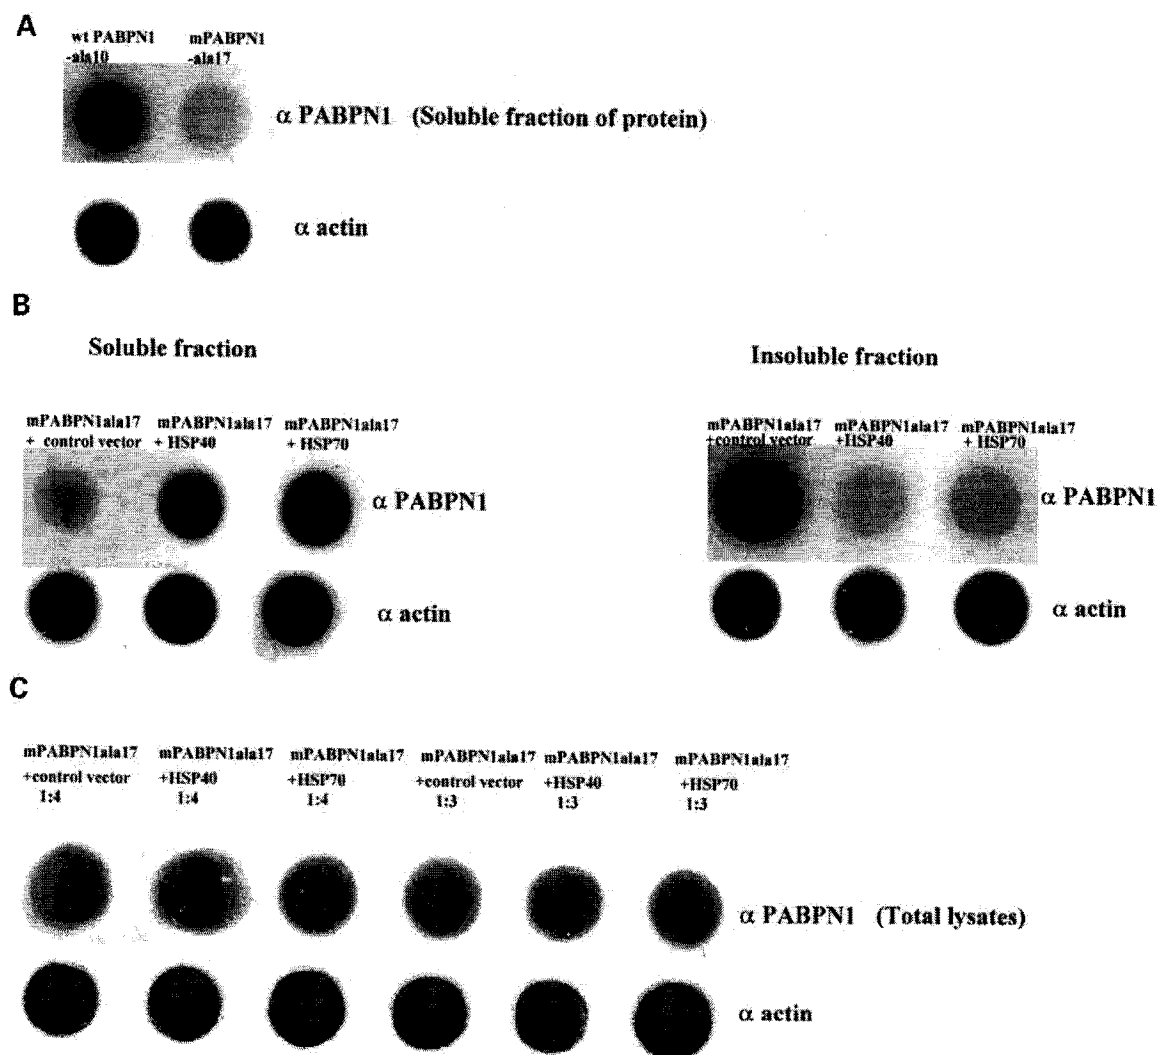 A
wt PABPN1 mPABPN1
-ala10 -ala17
α PABPN1 (Soluble fraction of protein)
α actin
B
Soluble fraction
Insoluble fraction
mPABPN1ala17 mPABPN1ala17 mPABPN1ala17
+ control vector + HSP40 + HSP70
α PABPN1
α actin
mPABPN1ala17 mPABPN1ala17 mPABPN1ala17
+control vector +HSP40 + HSP70
α PABPN1
α actin
C
mPABPN1ala17 mPABPN1ala17 mPABPN1ala17 mPABPN1ala17 mPABPN1ala17 mPABPN1ala17
+control vector +HSP40 +HSP70 +control vector +HSP40 +HSP70
1:4 1:4 1:4 1:3 1:3 1:3
α PABPN1 (Total lysates)
α actin